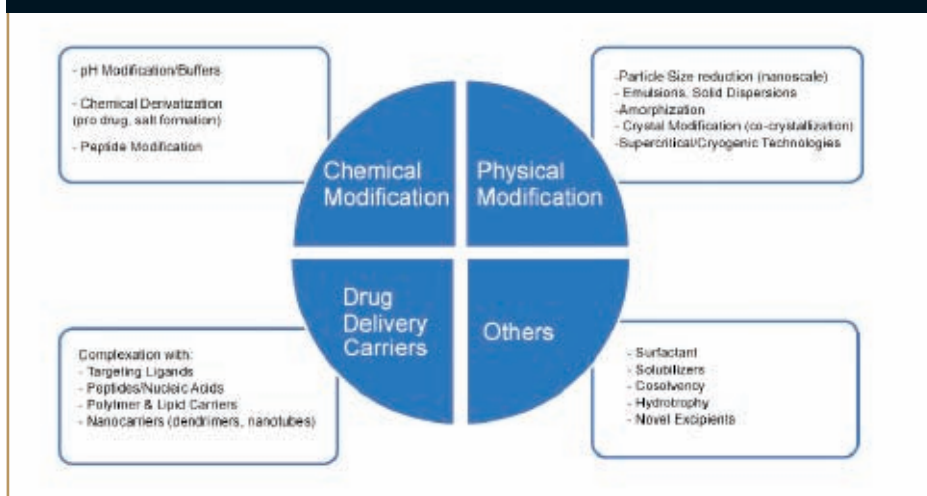 - pH Modification/Buffers
- Chemical Derivatization
(pro drug, salt formation)
- Peptide Modification
-Particle Size reduction (nanoscale)
- Emulsions, Solid Dispersions
-Amorphization
- Crystal Modification (co-crystallization)
-Supercritical/Cryogenic Technologies
Chemical
Modification
Physical
Modification
Drug
Delivery
Carriers
Others
Complexation with:
- Targeting Ligands
- Peptides/Nucleic Acids
- Polymer & Lipid Carriers
- Nanocarriers (dendrimers, nanotubes)
- Surfactant
- Solubilizers
- Cosolvency
- Hydrotrophy
- Novel Excipients